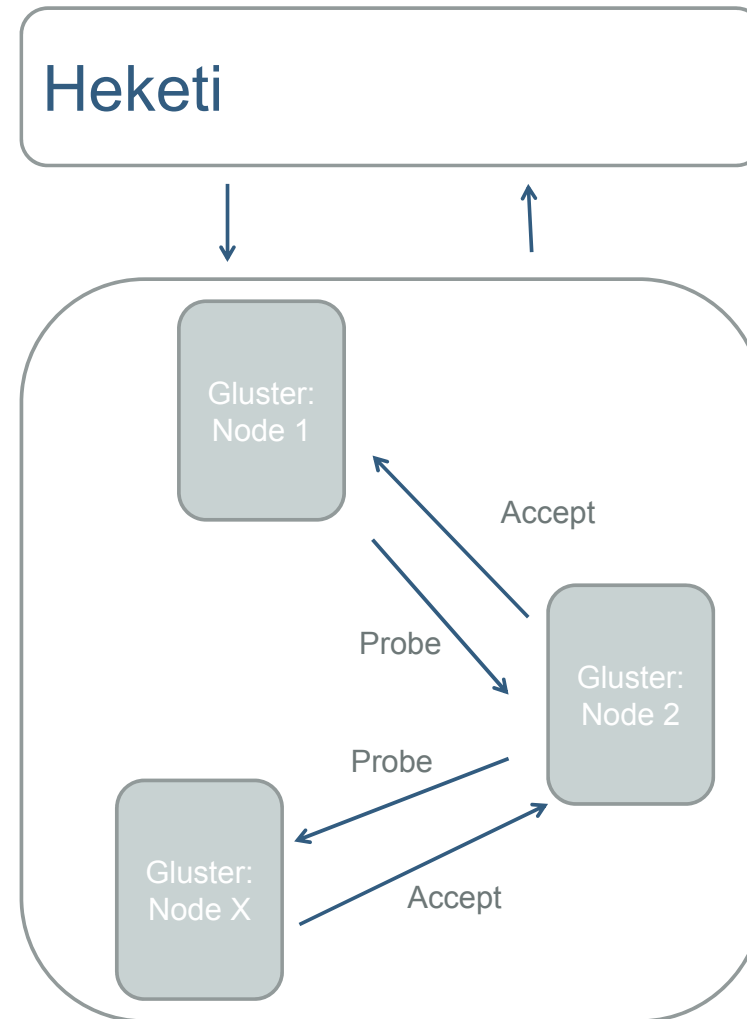 Heketi
Gluster:
Node 1
Accept
Probe
Gluster:
Node 2
Probe
Gluster:
Node X
Accept